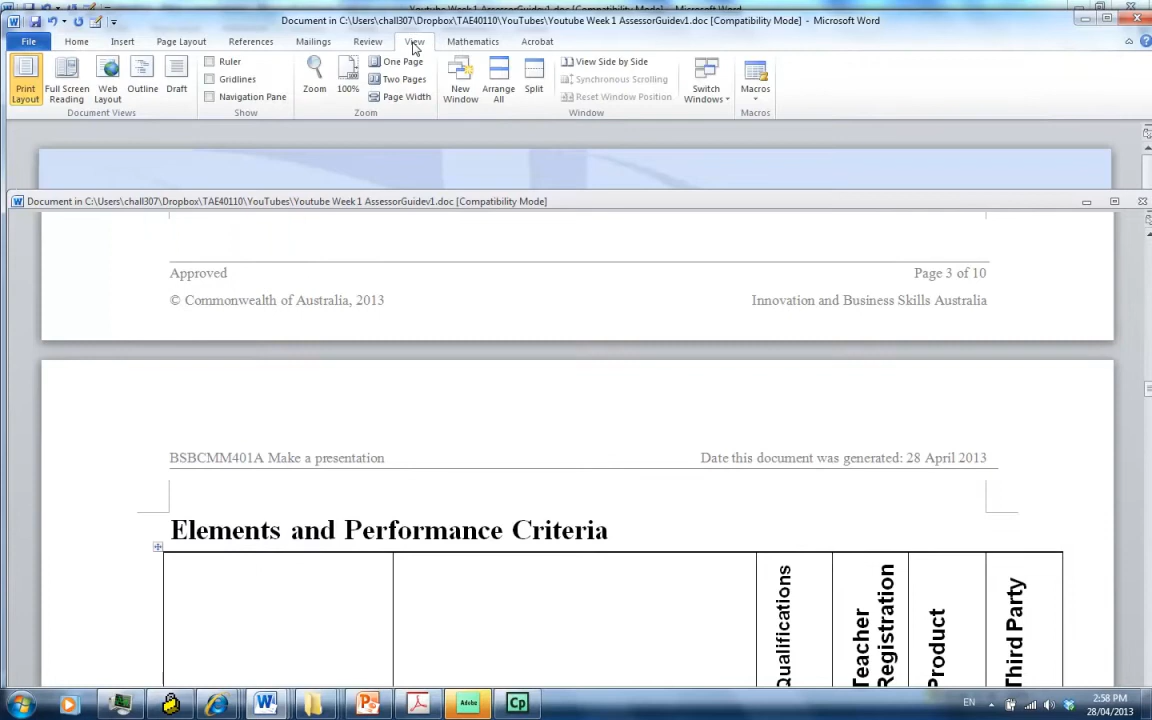 Document in C:\Users\chall307\Dropbox\TAE40110\YouTubes\Youtube Week 1 AssessorGuidev1.doc [Compatibility Mode] - Microsoft Word
File Home Insert Page Layout References Mailings Review View Mathematics Acrobat
Print Layout
Full Screen Reading
Web Layout
Outline
Draft
Document Views
Ruler
Gridlines
Navigation Pane
Show
Zoom
100%
One Page
Two Pages
Page Width
Zoom
New Window
Arrange All
Split
View Side by Side
Synchronous Scrolling
Reset Window Position
Window
Switch Windows
Macros
Macros
Document in C:\Users\chall307\Dropbox\TAE40110\YouTubes\Youtube Week 1 AssessorGuidev1.doc [Compatibility Mode]
Approved Page 3 of 10
© Commonwealth of Australia, 2013 Innovation and Business Skills Australia
BSBCMM401A Make a presentation Date this document was generated: 28 April 2013
Elements and Performance Criteria
Qualifications
Teacher
Registration
Product
Third Party
Adobe
Cp
EN
2:58 PM
28/04/2013